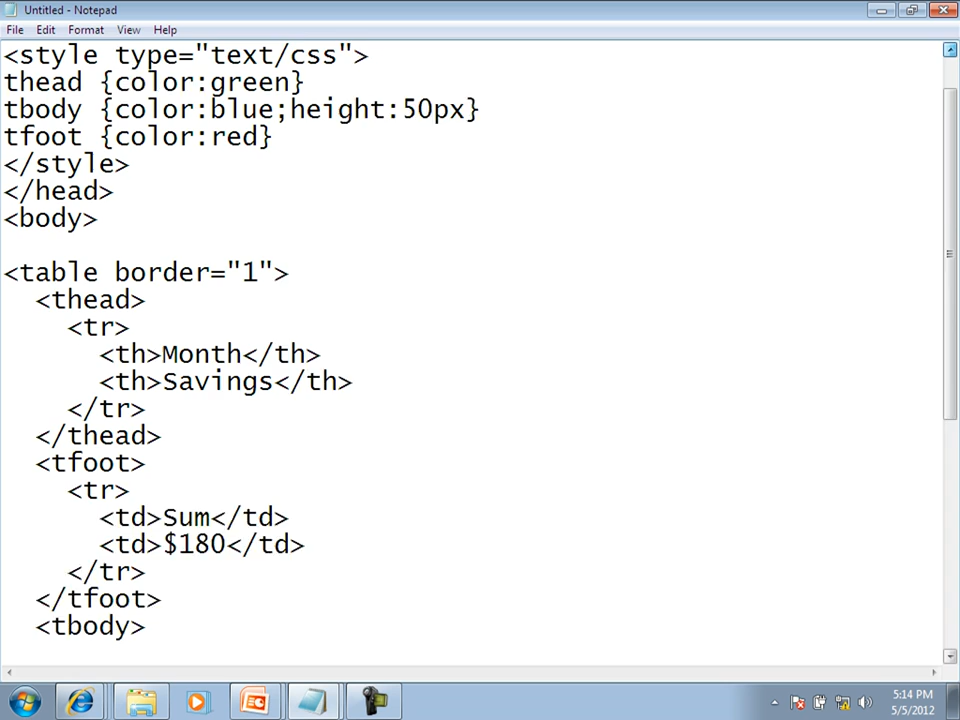 Untitled - Notepad
File Edit Format View Help
<style type="text/css">
thead {color:green}
tbody {color:blue;height:50px}
tfoot {color:red}
</style>
</head>
<body>

<table border="1">
  <thead>
    <tr>
      <th>Month</th>
      <th>Savings</th>
    </tr>
  </thead>
  <tfoot>
    <tr>
      <td>Sum</td>
      <td>$180</td>
    </tr>
  </tfoot>
  <tbody>
5:14 PM
5/5/2012